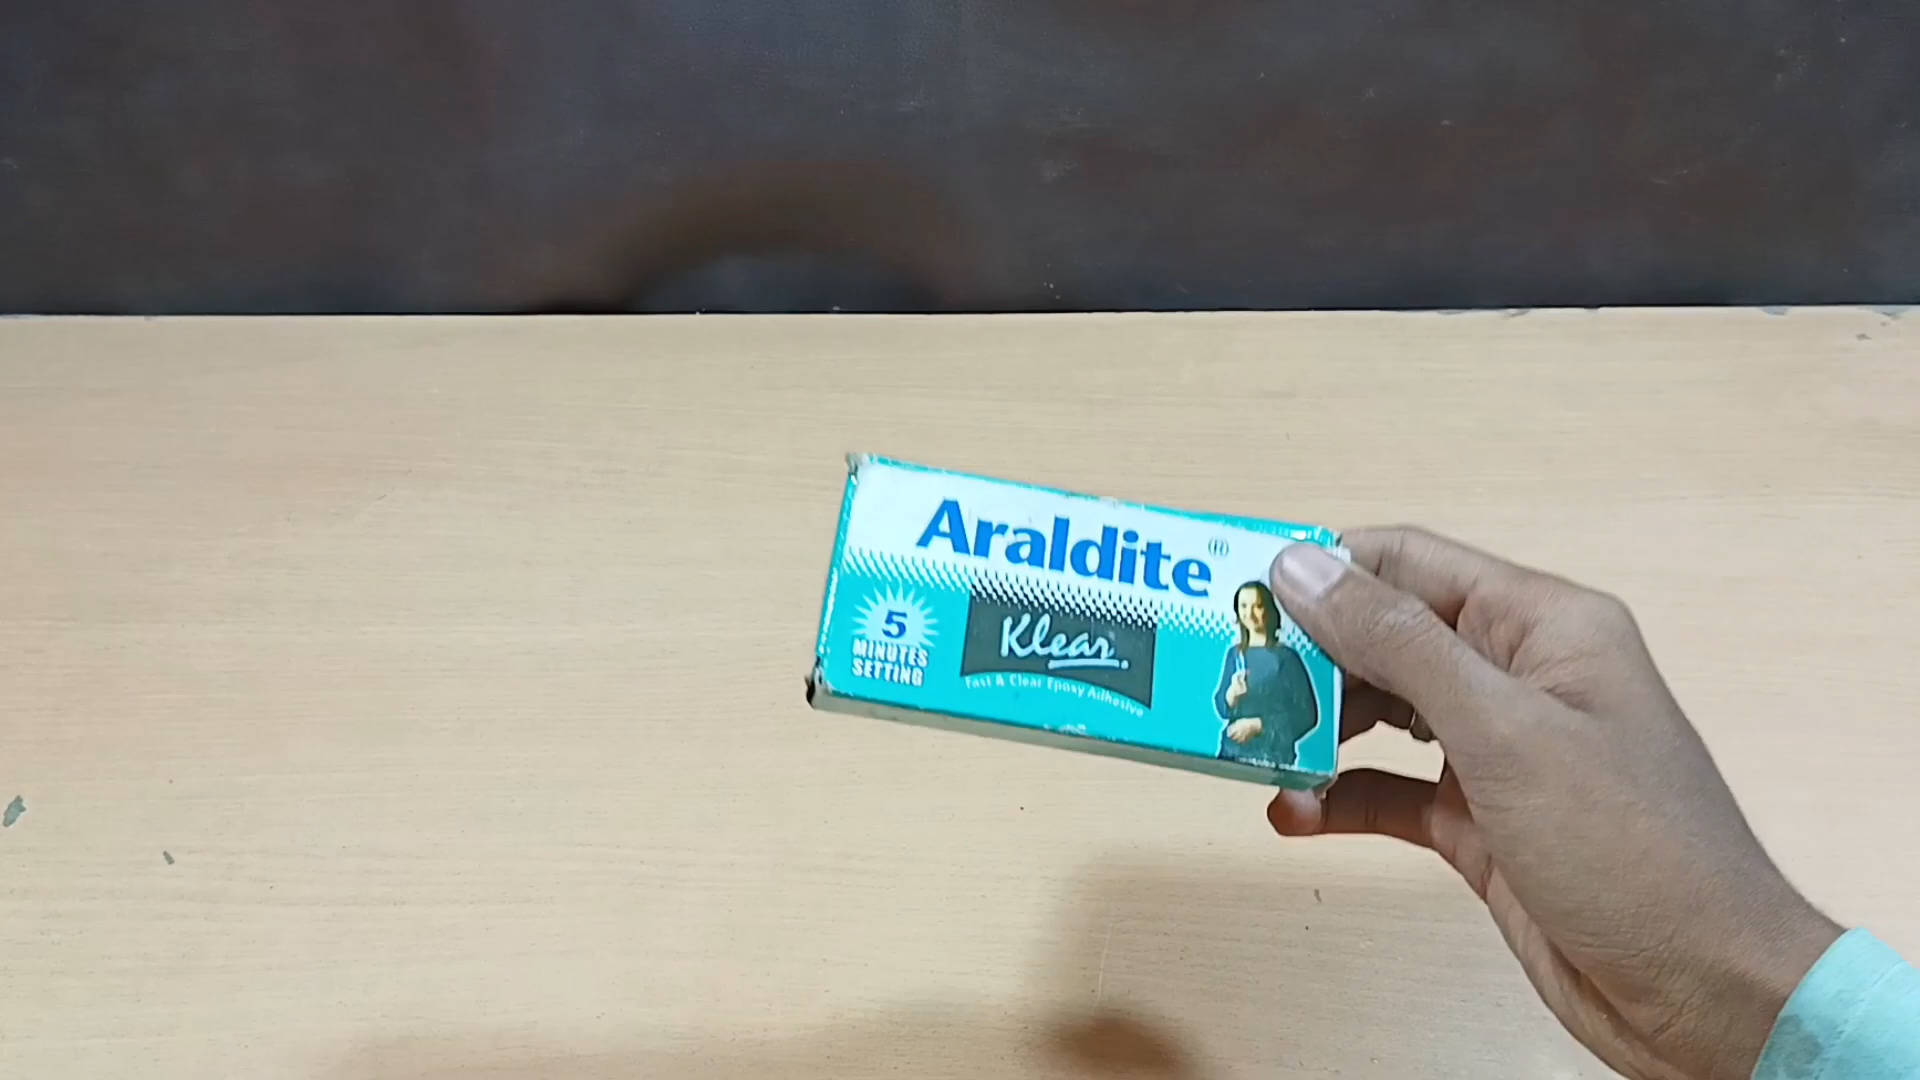 Araldite®
5
MINUTES
SETTING
Klear.
Fast & Clear Epoxy Adhesive